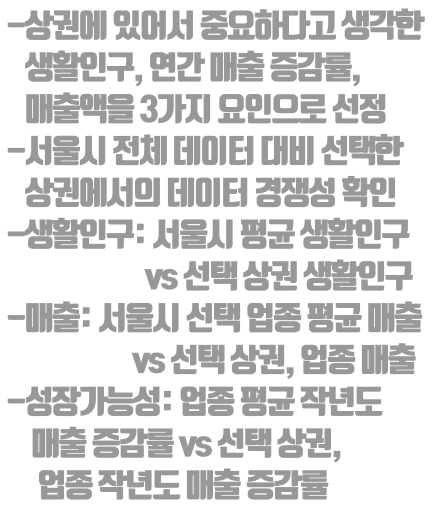 -상권에 있어서 중요하다고 생각한
생활인구, 연간 매출 증감률,
매출액을 3가지 요인으로 선정
-서울시 전체 데이터 대비 선택한
상권에서의 데이터 경쟁성 확인
-생활인구: 서울시 평균 생활인구
vs 선택 상권 생활인구
-매출: 서울시 선택 업종 평균 매출
vs 선택 상권, 업종 매출
-성장가능성: 업종 평균 작년도
매출 증감률 vs 선택 상권,
업종 작년도 매출 증감률